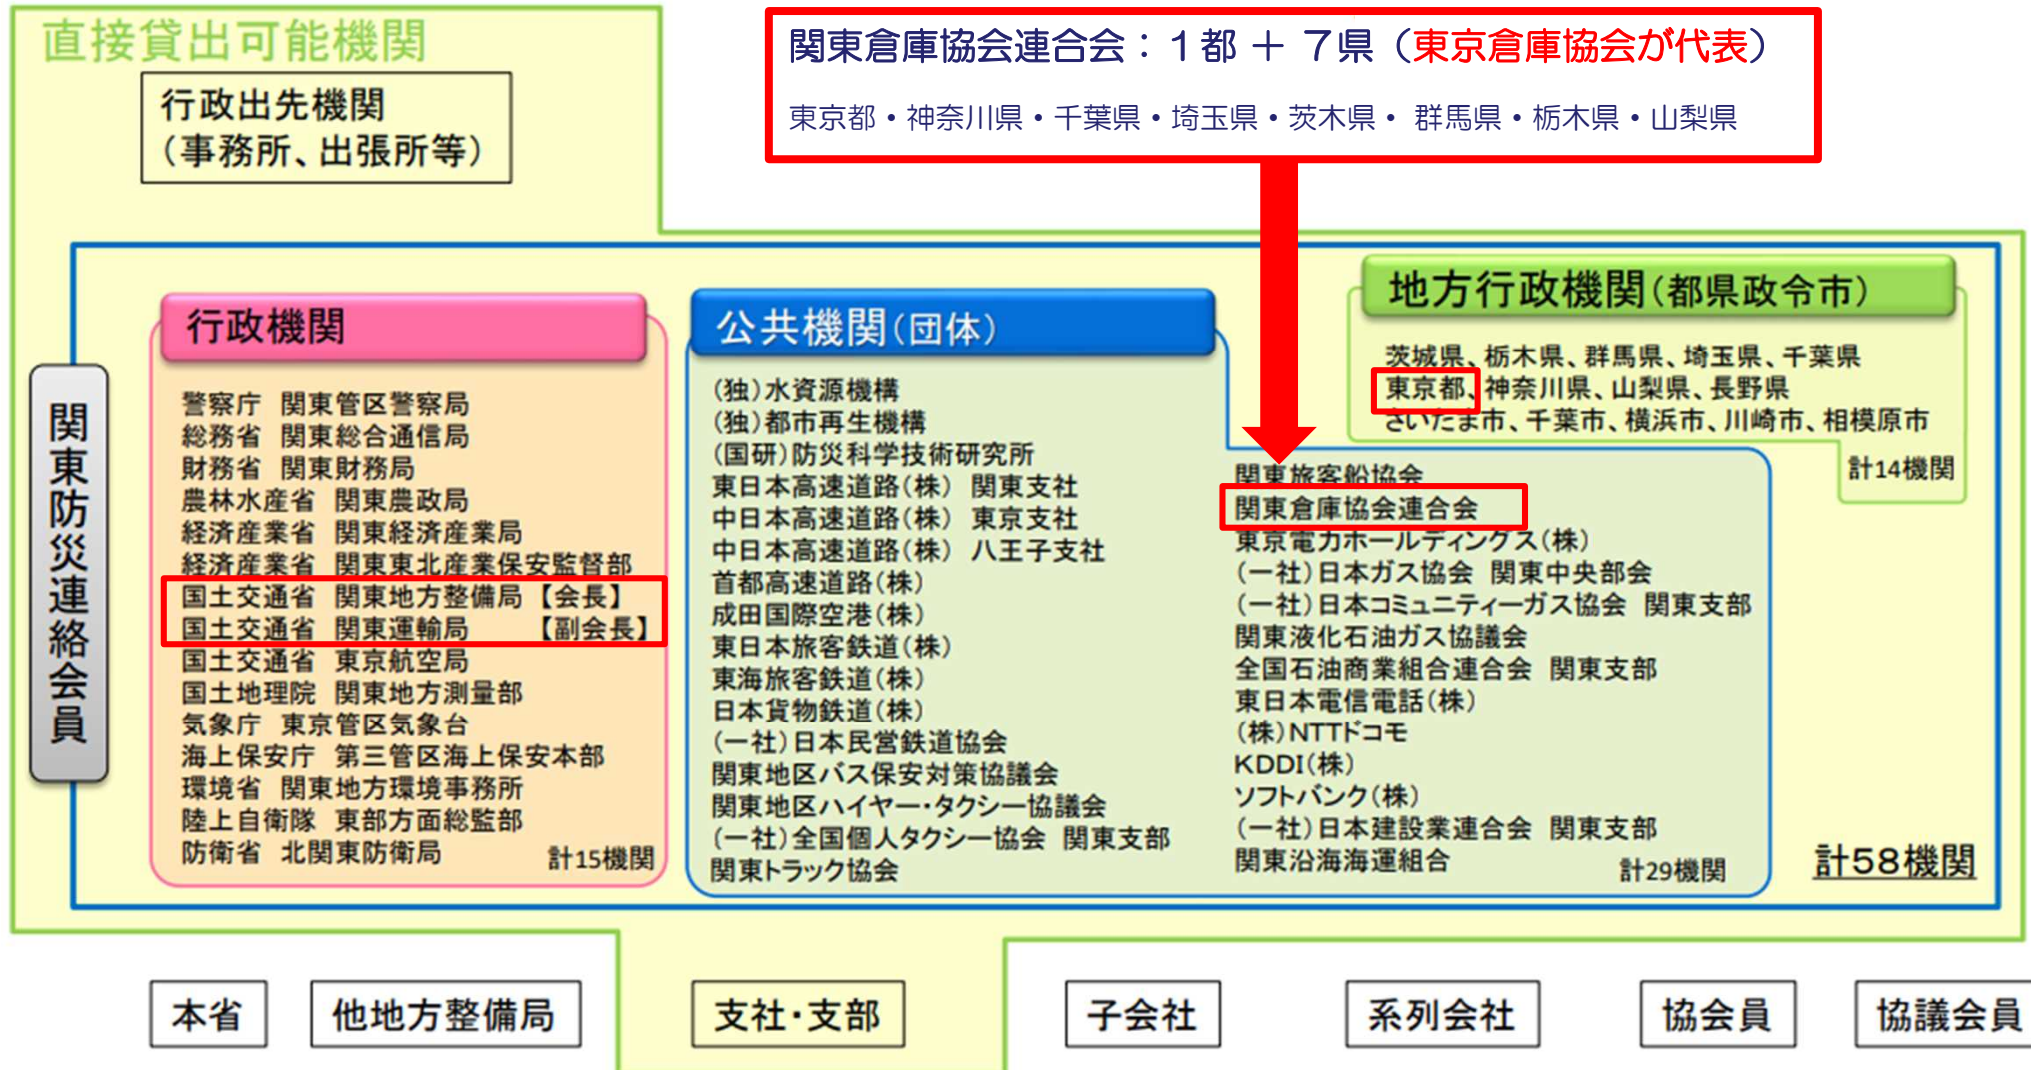 直接貸出可能機関
行政出先機関
（事務所、出張所等）
関東倉庫協会連合会：１都 ＋ ７県（東京倉庫協会が代表）
東京都・神奈川県・千葉県・埼玉県・茨木県・ 群馬県・栃木県・山梨県
関東防災連絡会員
行政機関
警察庁 関東管区警察局
総務省 関東総合通信局
財務省 関東財務局
農林水産省 関東農政局
経済産業省 関東経済産業局
経済産業省 関東東北産業保安監督部
国土交通省 関東地方整備局【会長】
国土交通省 関東運輸局 【副会長】
国土交通省 東京航空局
国土地理院 関東地方測量部
気象庁 東京管区気象台
海上保安庁 第三管区海上保安本部
環境省 関東地方環境事務所
陸上自衛隊 東部方面総監部
防衛省 北関東防衛局
計15機関
公共機関（団体）
（独）水資源機構
（独）都市再生機構
（国研）防災科学技術研究所
東日本高速道路（株） 関東支社
中日本高速道路（株） 東京支社
中日本高速道路（株） 八王子支社
首都高速道路（株）
成田国際空港（株）
東日本旅客鉄道（株）
東海旅客鉄道（株）
日本貨物鉄道（株）
（一社）日本民営鉄道協会
関東地区バス保安対策協議会
関東地区ハイヤー・タクシー協議会
（一社）全国個人タクシー協会 関東支部
関東トラック協会
関東旅客船協会
関東倉庫協会連合会
東京電力ホールディングス（株）
（一社）日本ガス協会 関東中央部会
（一社）日本コミュニティーガス協会 関東支部
関東液化石油ガス協議会
全国石油商業組合連合会 関東支部
東日本電信電話（株）
（株）NTTドコモ
KDDI（株）
ソフトバンク（株）
（一社）日本建設業連合会 関東支部
関東沿海海運組合
計29機関
地方行政機関（都県政令市）
茨城県、栃木県、群馬県、埼玉県、千葉県
東京都、神奈川県、山梨県、長野県
さいたま市、千葉市、横浜市、川崎市、相模原市
計14機関
計58機関
本省
他地方整備局
支社・支部
子会社
系列会社
協会員
協議会員